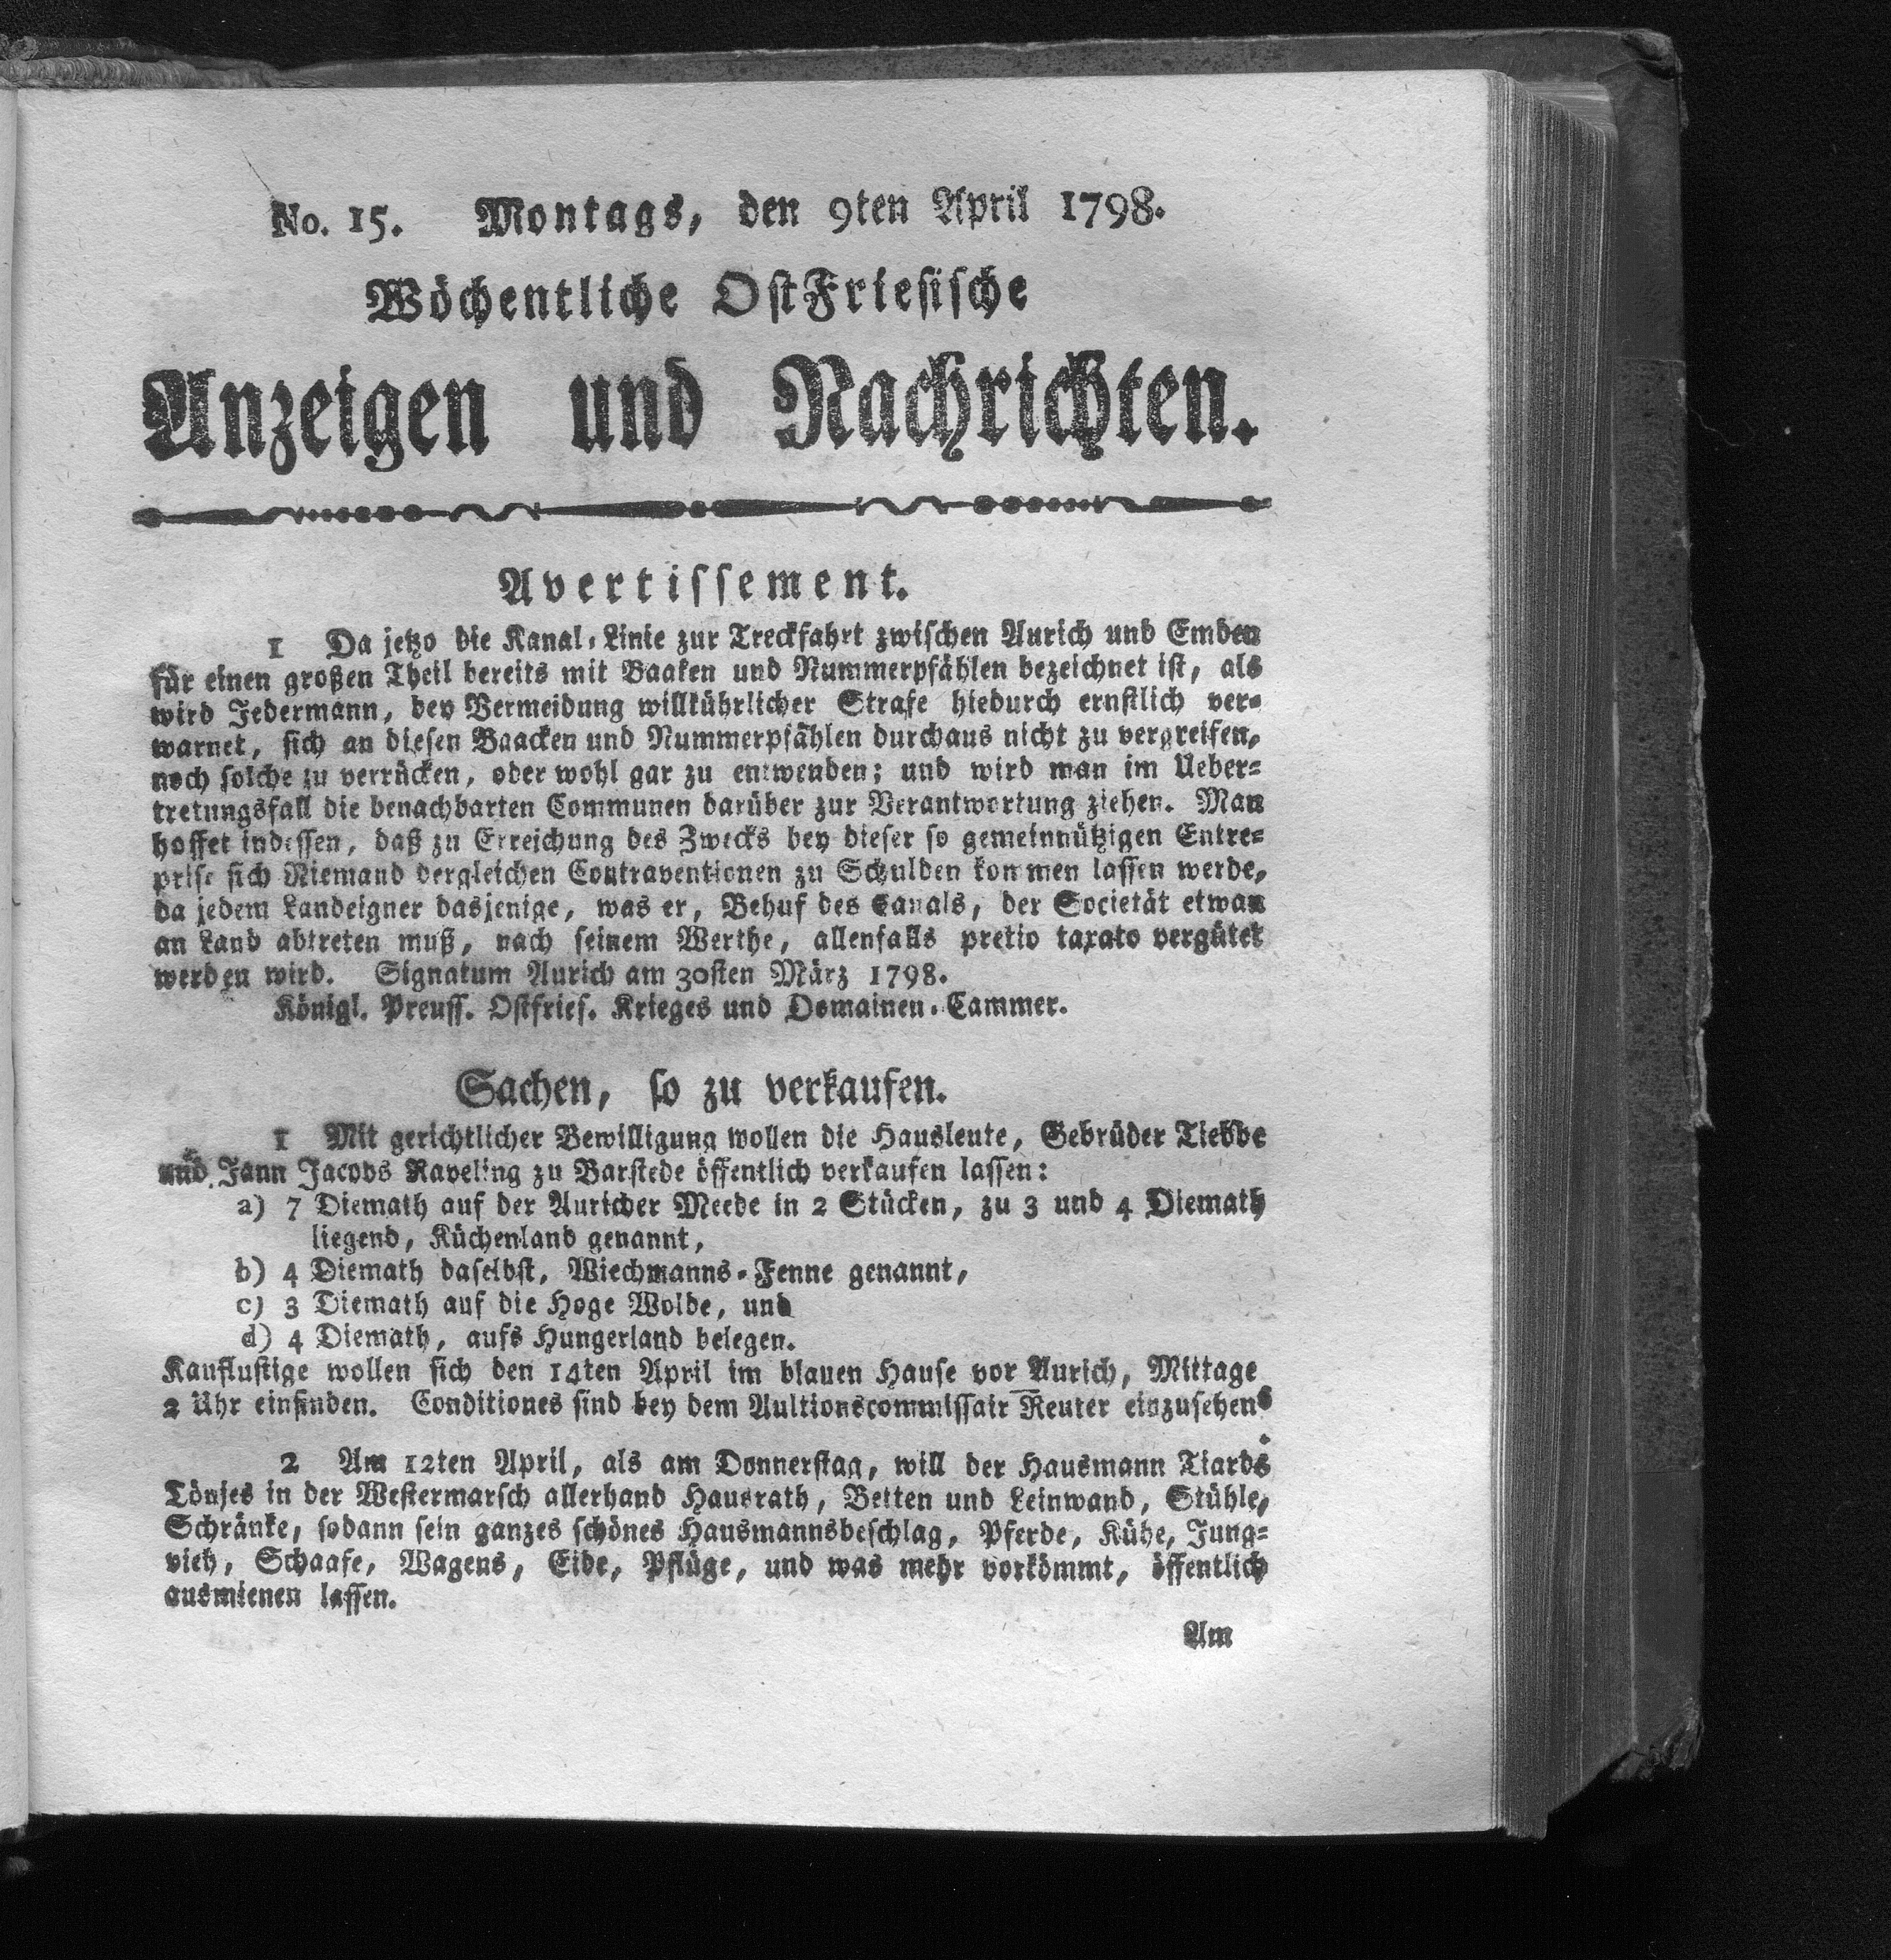 No. 15. Montags, den 9ten April 1798.
Wöchentliche OstFriesische
Anzeigen und Nachrichten.
Avertissement.
1 Da jetzo die Kanal-Linie zur Treckfahrt zwischen Aurich und Emden
für einen großen Theil bereits mit Baaken und Nummerpfählen bezeichnet ist, als
wird Jedermann, bey Vermeidung willkührlicher Strafe hiedurch ernstlich ver-
warnet, sich an diesen Baacken und Nummerpfählen durchaus nicht zu vergreifen,
noch solche zu verrücken, oder wohl gar zu entwenden; und wird man im Ueber-
tretungsfall die benachbarten Communen darüber zur Verantwortung ziehen. Man
hoffet indessen, daß zu Erreichung des Zwecks bey dieser so gemeinnützigen Entre-
prise sich Niemand dergleichen Contraventionen zu Schulden kommen lassen werde,
da jedem Landeigner dasjenige, was er, Behuf des Canals, der Societät etwan
an Land abtreten muß, nach seinem Werthe, allenfalls pretio taxato vergütet
werden wird. Signatum Aurich am 30sten März 1798.
Königl. Preuss. Ostfries. Krieges und Domainen-Cammer.
Sachen, so zu verkaufen.
1 Mit gerichtlicher Bewilligung wollen die Hausleute, Gebrüder Tiebbe
und Jann Jacobs Raveling zu Barstede öffentlich verkaufen lassen:
a) 7 Diemath auf der Auricher Meede in 2 Stücken, zu 3 und 4 Diemath
liegend, Küchenland genannt,
b) 4 Diemath daselbst, Wiechmanns-Fenne genannt,
c) 3 Diemath auf die Hoge Wolde, und
d) 4 Diemath, aufs Hungerland belegen.
Kauflustige wollen sich den 14ten April im blauen Hause vor Aurich, Mittage
2 Uhr einfinden. Conditiones sind bey dem Aultionscommissair Reuter einzusehen
2 Am 12ten April, als am Donnerstag, will der Hausmann Tiards
Tönjes in der Westermarsch allerhand Hausrath, Betten und Leinwand, Stühle,
Schränke, sodann sein ganzes schönes Hausmannsbeschlag, Pferde, Kühe, Jung-
vieh, Schaafe, Wagens, Eide, Pflüge, und was mehr vorkömmt, öffentlich
ausmienen lassen.
Am